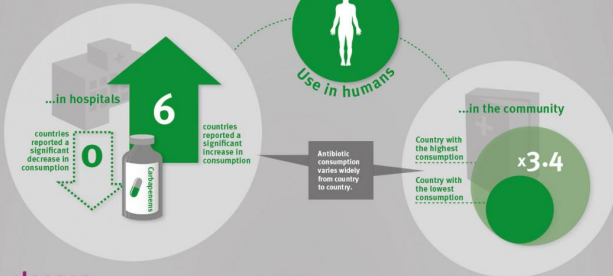 Use in humans
...in hospitals
6
countries
reported a
significant
decrease in
consumption
0
Carbapenems
countries
reported a
significant
increase in
consumption
Antibiotic
consumption
varies widely
from country
to country.
...in the community
Country with
the highest
consumption
x3.4
Country with
the lowest
consumption